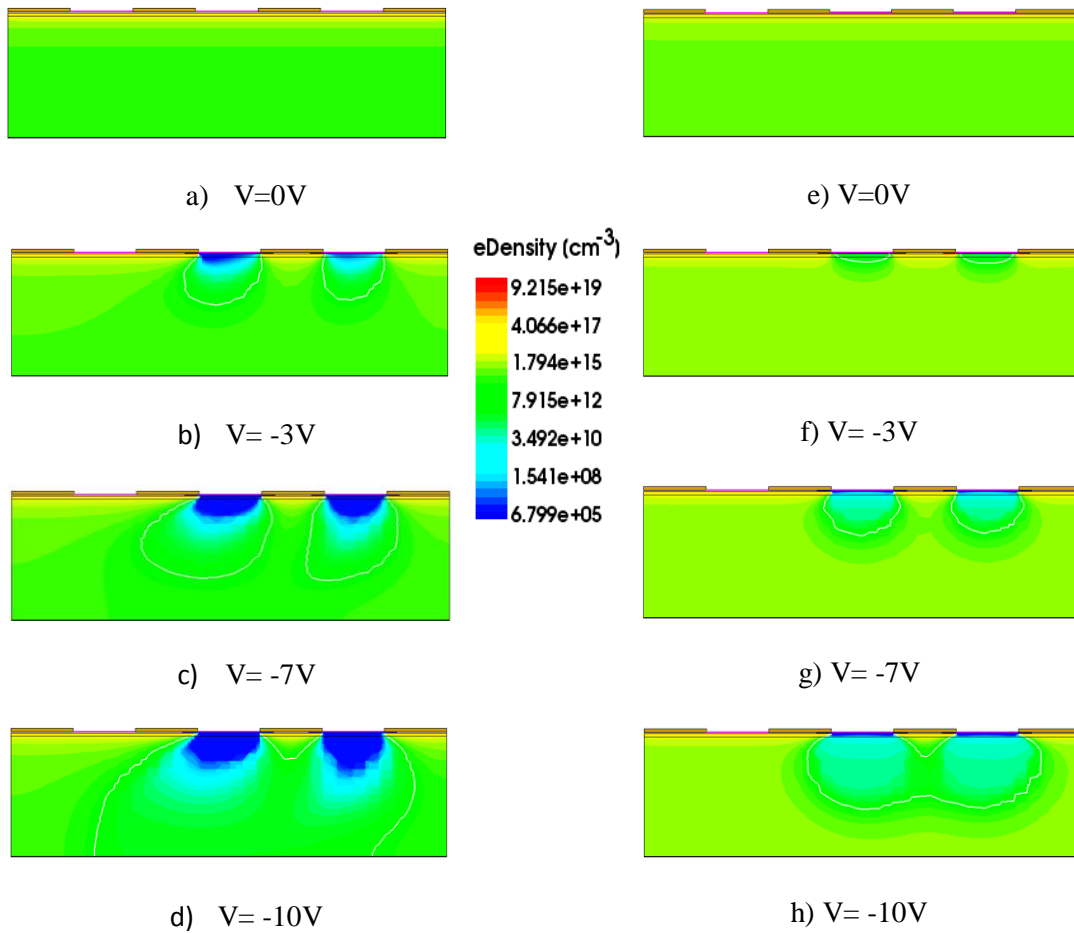 a) V=0V
e) V=0V
eDensity (cm-3)
9.215e+19
4.066e+17
1.794e+15
7.915e+12
3.492e+10
1.541e+08
6.799e+05
b) V= -3V
f) V= -3V
c) V= -7V
g) V= -7V
d) V= -10V
h) V= -10V